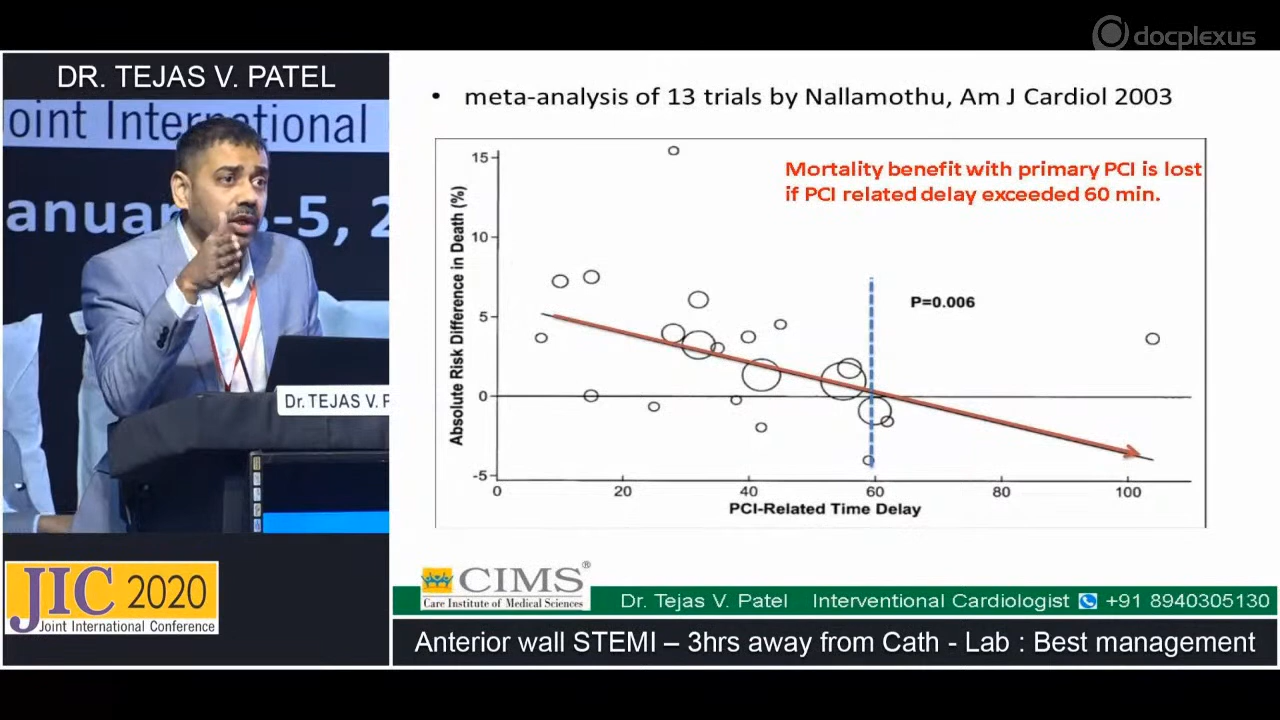 docplexus
DR. TEJAS V. PATEL
oint International
anuar
-5, 2
Dr. TEJAS V. P
JIC 2020
Joint International Conference
• meta-analysis of 13 trials by Nallamothu, Am J Cardiol 2003
Mortality benefit with primary PCI is lost
if PCI related delay exceeded 60 min.
P=0.006
Absolute Risk Difference in Death (%)
15
10
5
0
-5
0 20 40 60 80 100
PCI-Related Time Delay
CIMS®
Care Institute of Medical Sciences
Dr. Tejas V. Patel Interventional Cardiologist +91 8940305130
Anterior wall STEMI – 3hrs away from Cath - Lab : Best management